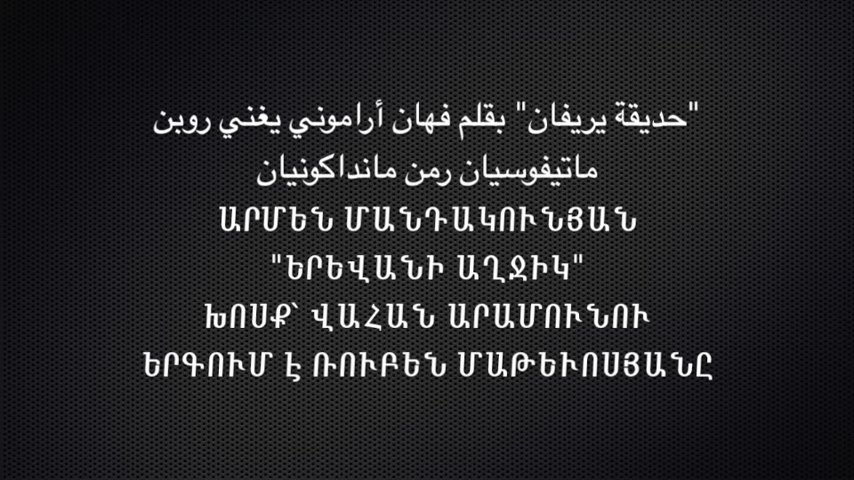 "حديقة يريفان" بقلم فهان أراموني يغني روبن
ماتيفوسيان رمن مانداكونيان
ԱՐՄԵՆ ՄԱՆԴԱԿՈՒՆՅԱՆ
"ԵՐԵՎԱՆԻ ԱՂՋԻԿ"
ԽՈՍՔ՝ ՎԱՀԱՆ ԱՐԱՄՈՒՆՈՒ
ԵՐԳՈՒՄ Է ՌՈՒԲԵՆ ՄԱԹԵՒՈՍՅԱՆԸ